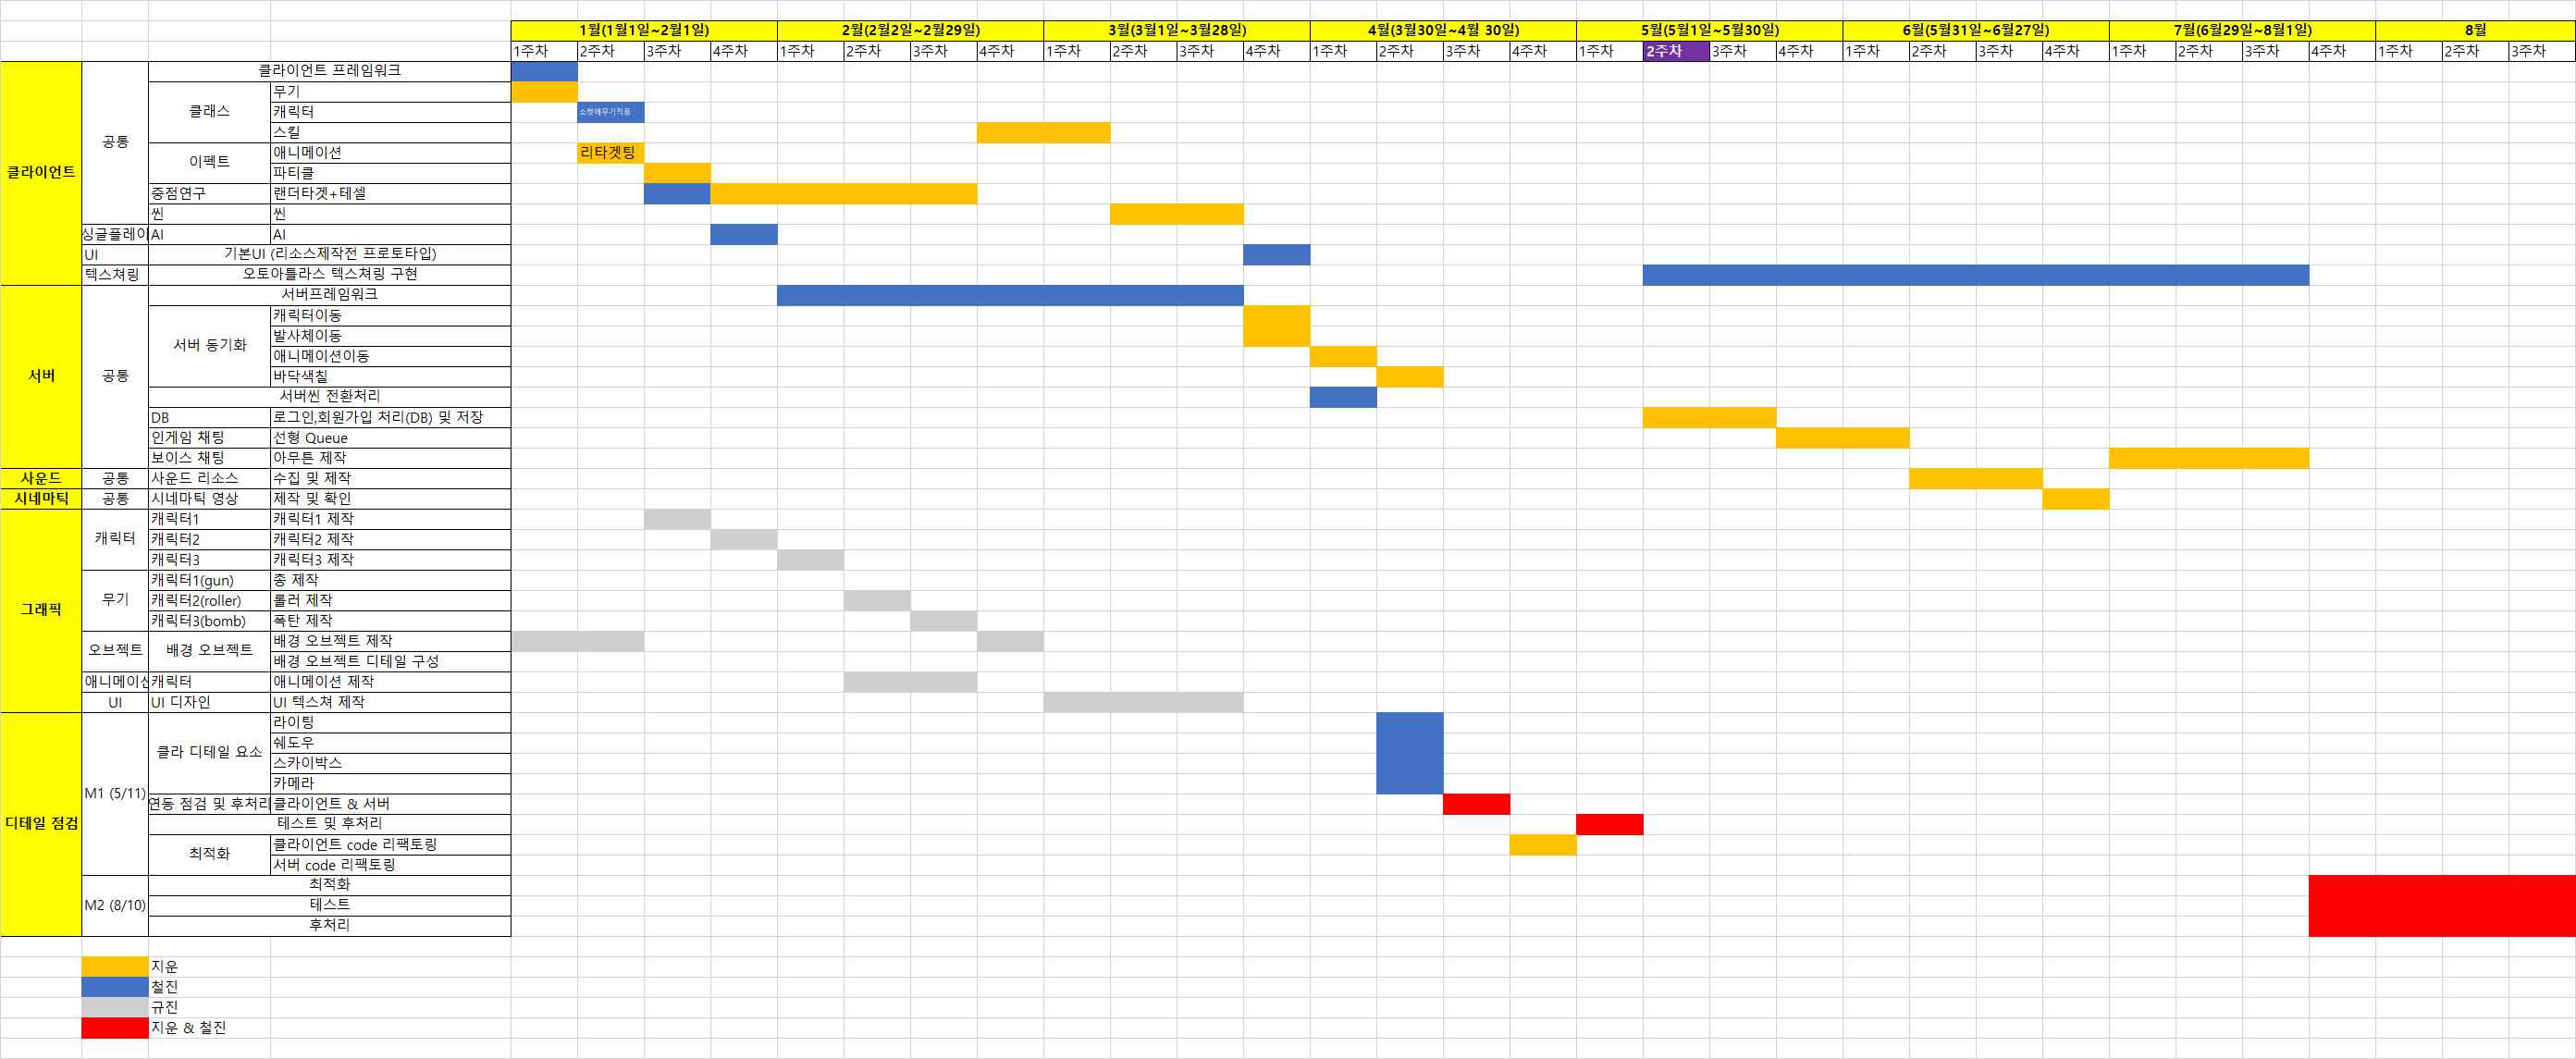 1월(1월1일~2월1일) 2월(2월2일~2월29일) 3월(3월1일~3월28일) 4월(3월30일~4월 30일) 5월(5월1일~5월30일) 6월(5월31일~6월27일) 7월(6월29일~8월1일) 8월
1주차 2주차 3주차 4주차 1주차 2주차 3주차 4주차 1주차 2주차 3주차 4주차 1주차 2주차 3주차 4주차 1주차 2주차 3주차 4주차 1주차 2주차 3주차 4주차 1주차 2주차 3주차 4주차 1주차 2주차 3주차
클라이언트 공통 클라이언트 프레임워크
클래스 무기
캐릭터 소켓에무기적용
스킬
이펙트 애니메이션 리타겟팅
파티클
중점연구 랜더타겟+테셀
씬 씬
싱글플레이 AI AI
UI 기본UI (리소스제작전 프로토타입)
텍스쳐링 오토아틀라스 텍스쳐링 구현
서버 공통 서버프레임워크
서버 동기화 캐릭터이동
발사체이동
애니메이션이동
바닥색칠
서버씬 전환처리
DB 로그인,회원가입 처리(DB) 및 저장
인게임 채팅 선형 Queue
보이스 채팅 아무튼 제작
사운드 공통 사운드 리소스 수집 및 제작
시네마틱 공통 시네마틱 영상 제작 및 확인
그래픽 캐릭터 캐릭터1 캐릭터1 제작
캐릭터2 캐릭터2 제작
캐릭터3 캐릭터3 제작
무기 캐릭터1(gun) 총 제작
캐릭터2(roller) 롤러 제작
캐릭터3(bomb) 폭탄 제작
오브젝트 배경 오브젝트 배경 오브젝트 제작
배경 오브젝트 디테일 구성
애니메이션 캐릭터 애니메이션 제작
UI UI 디자인 UI 텍스쳐 제작
디테일 점검 M1 (5/11) 클라 디테일 요소 라이팅
쉐도우
스카이박스
카메라
연동 점검 및 후처리 클라이언트 & 서버
테스트 및 후처리
최적화 클라이언트 code 리팩토링
서버 code 리팩토링
M2 (8/10) 최적화
테스트
후처리
지운
철진
규진
지운 & 철진